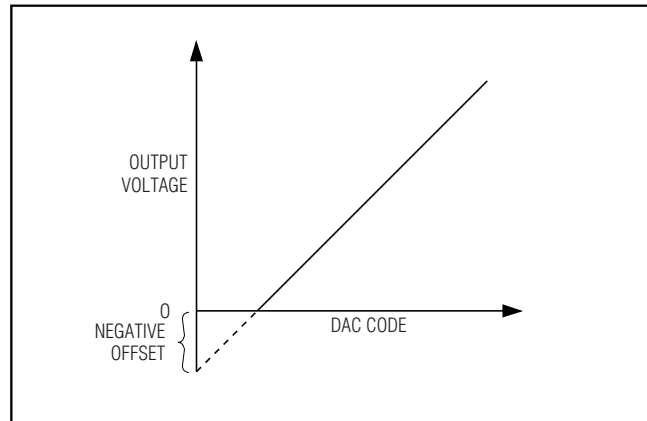 OUTPUT
VOLTAGE
0
NEGATIVE
OFFSET
DAC CODE